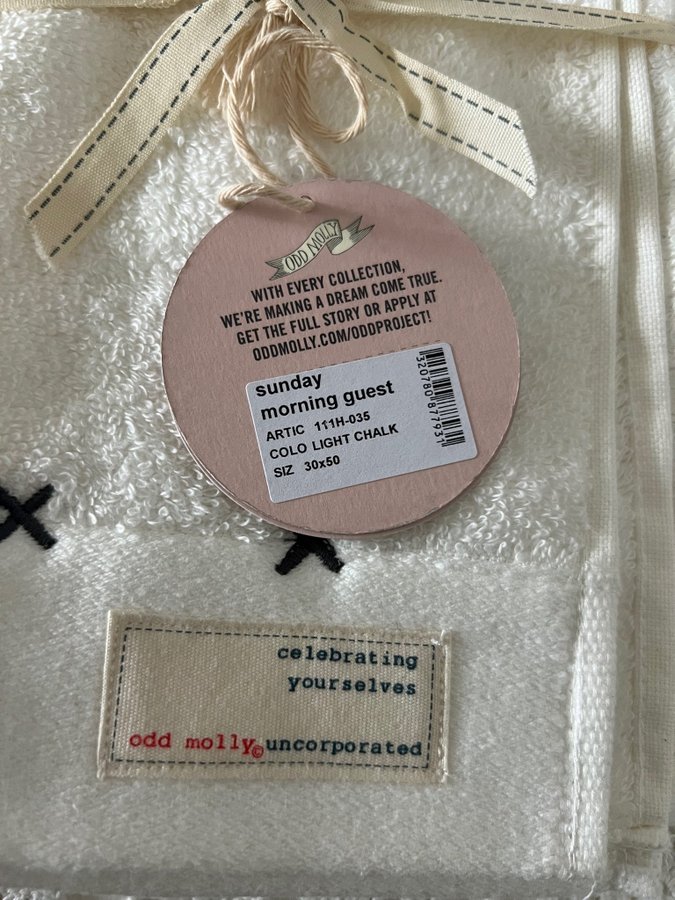 ODD MOLLY
WITH EVERY COLLECTION,
WE'RE MAKING A DREAM COME TRUE.
GET THE FULL STORY OR APPLY AT
ODDMOLLY.COM/ODDPROJECT!
sunday
morning guest
ARTIC 111H-035
COLO LIGHT CHALK
SIZ 30x50
celebrating
yourselves
odd molly© uncorporated